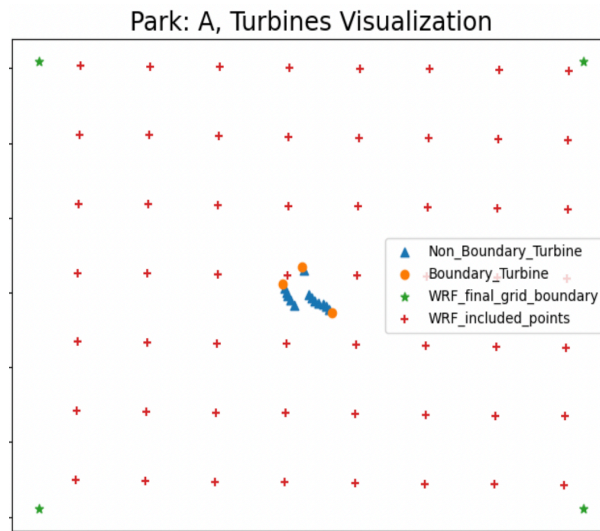 Park: A, Turbines Visualization
Non_Boundary_Turbine
Boundary_Turbine
WRF_final_grid_boundary
WRF_included_points